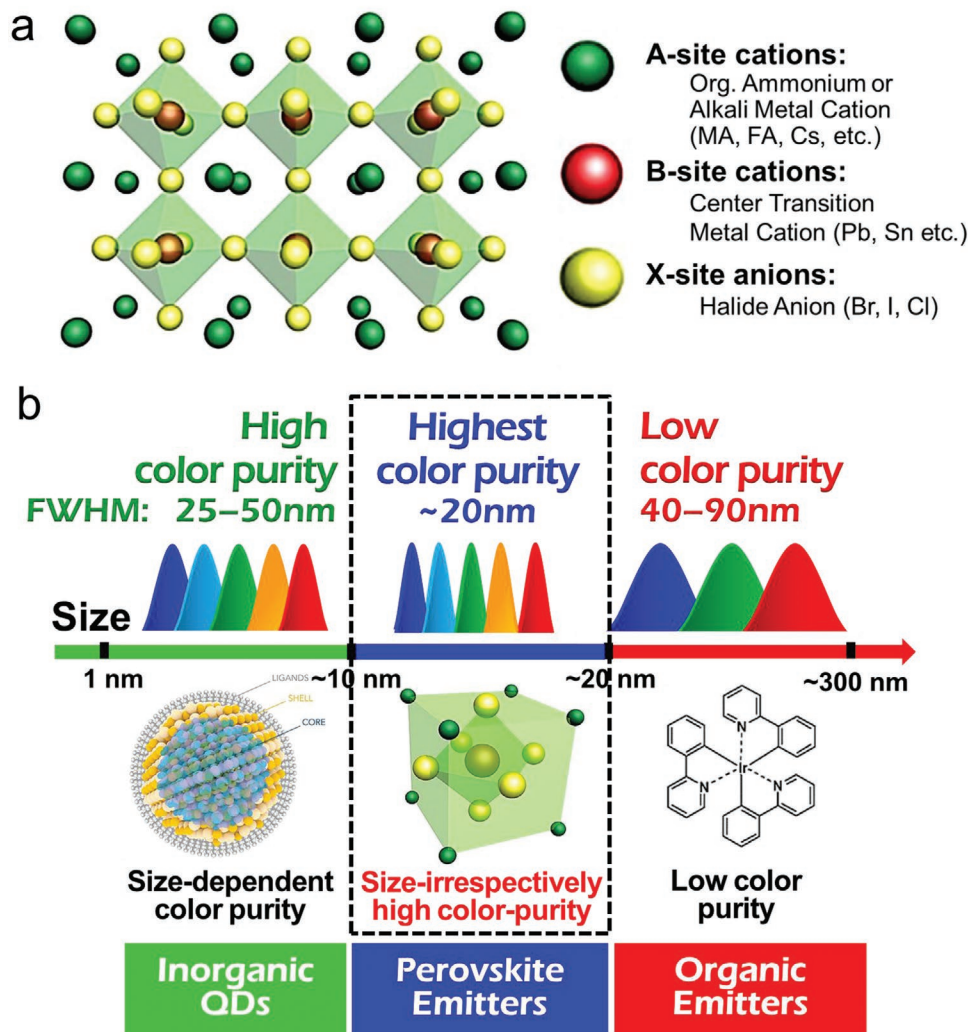 a
A-site cations:
Org. Ammonium or
Alkali Metal Cation
(MA, FA, Cs, etc.)
B-site cations:
Center Transition
Metal Cation (Pb, Sn etc.)
X-site anions:
Halide Anion (Br, I, Cl)
b
High
color purity
FWHM: 25–50nm
Highest
color purity
~20nm
Low
color purity
40–90nm
Size
1 nm
~10 nm
~20 nm
~300 nm
LIGANDS
SHELL
CORE
N
Ir
N
N
Size-dependent
color purity
Size-irrespectively
high color-purity
Low color
purity
Inorganic
QDs
Perovskite
Emitters
Organic
Emitters